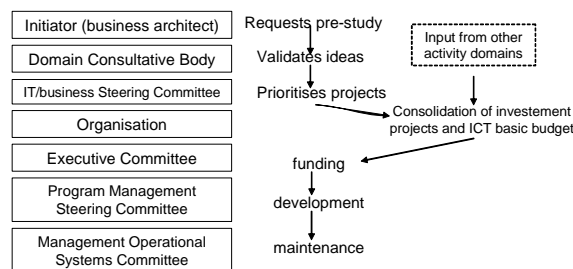 Initiator (business architect)
Requests pre-study
Input from other
activity domains
Domain Consultative Body
Validates ideas
IT/business Steering Committee
Prioritises projects
Consolidation of investement
projects and ICT basic budget
Organisation
Executive Committee
funding
Program Management
Steering Committee
development
Management Operational
Systems Committee
maintenance